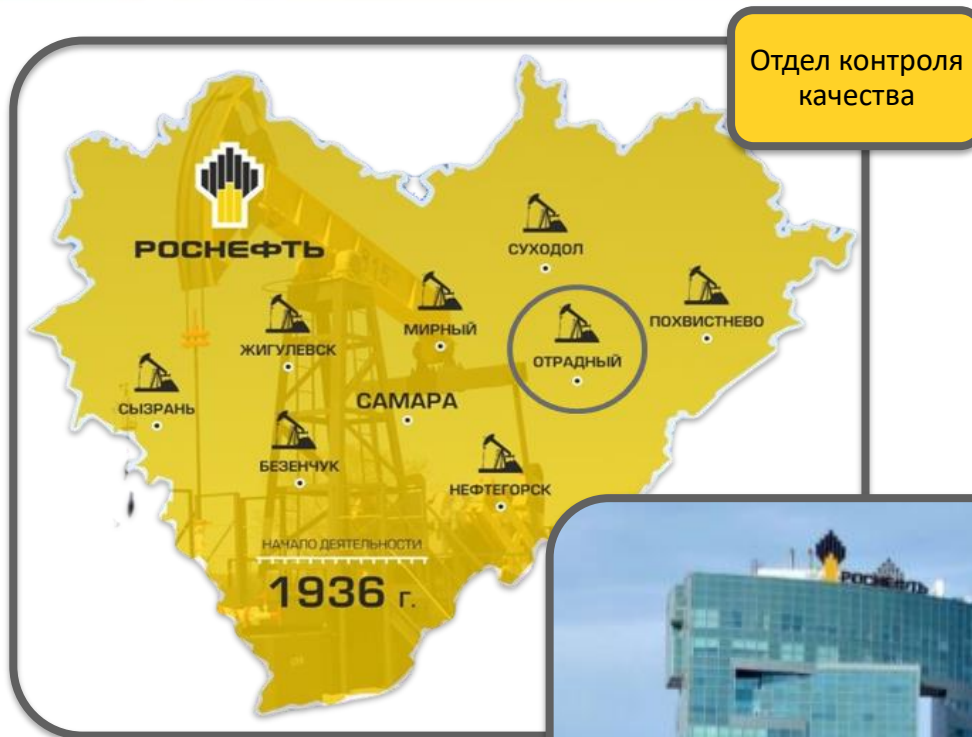 Отдел контроля
качества
РОСНЕФТЬ
СУХОДОЛ
МИРНЫЙ
ПОХВИСТНЕВО
ЖИГУЛЕВСК
ОТРАДНЫЙ
СЫЗРАНЬ
САМАРА
БЕЗЕНЧУК
НЕФТЕГОРСК
НАЧАЛО ДЕЯТЕЛЬНОСТИ
1936 г.
РОСНЕФТЬ